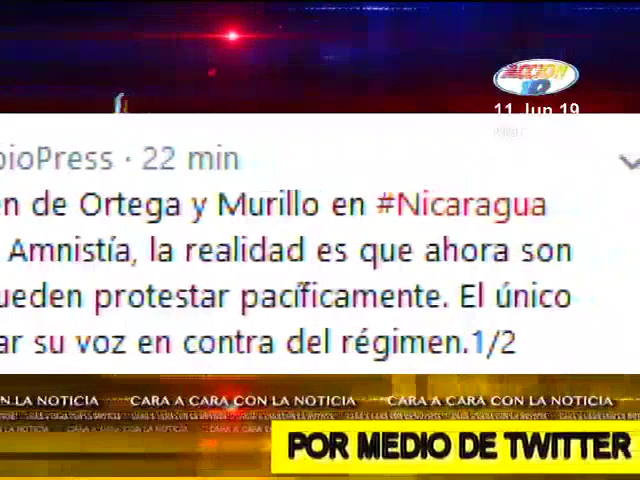 ACCION
10
11 Jun 19
bioPress · 22 min
en de Ortega y Murillo en #Nicaragua
Amnistía, la realidad es que ahora son
ueden protestar pacíficamente. El único
ar su voz en contra del régimen.1/2
N LA NOTICIA CARA A CARA CON LA NOTICIA CARA A CARA CON LA NOTICIA
POR MEDIO DE TWITTER